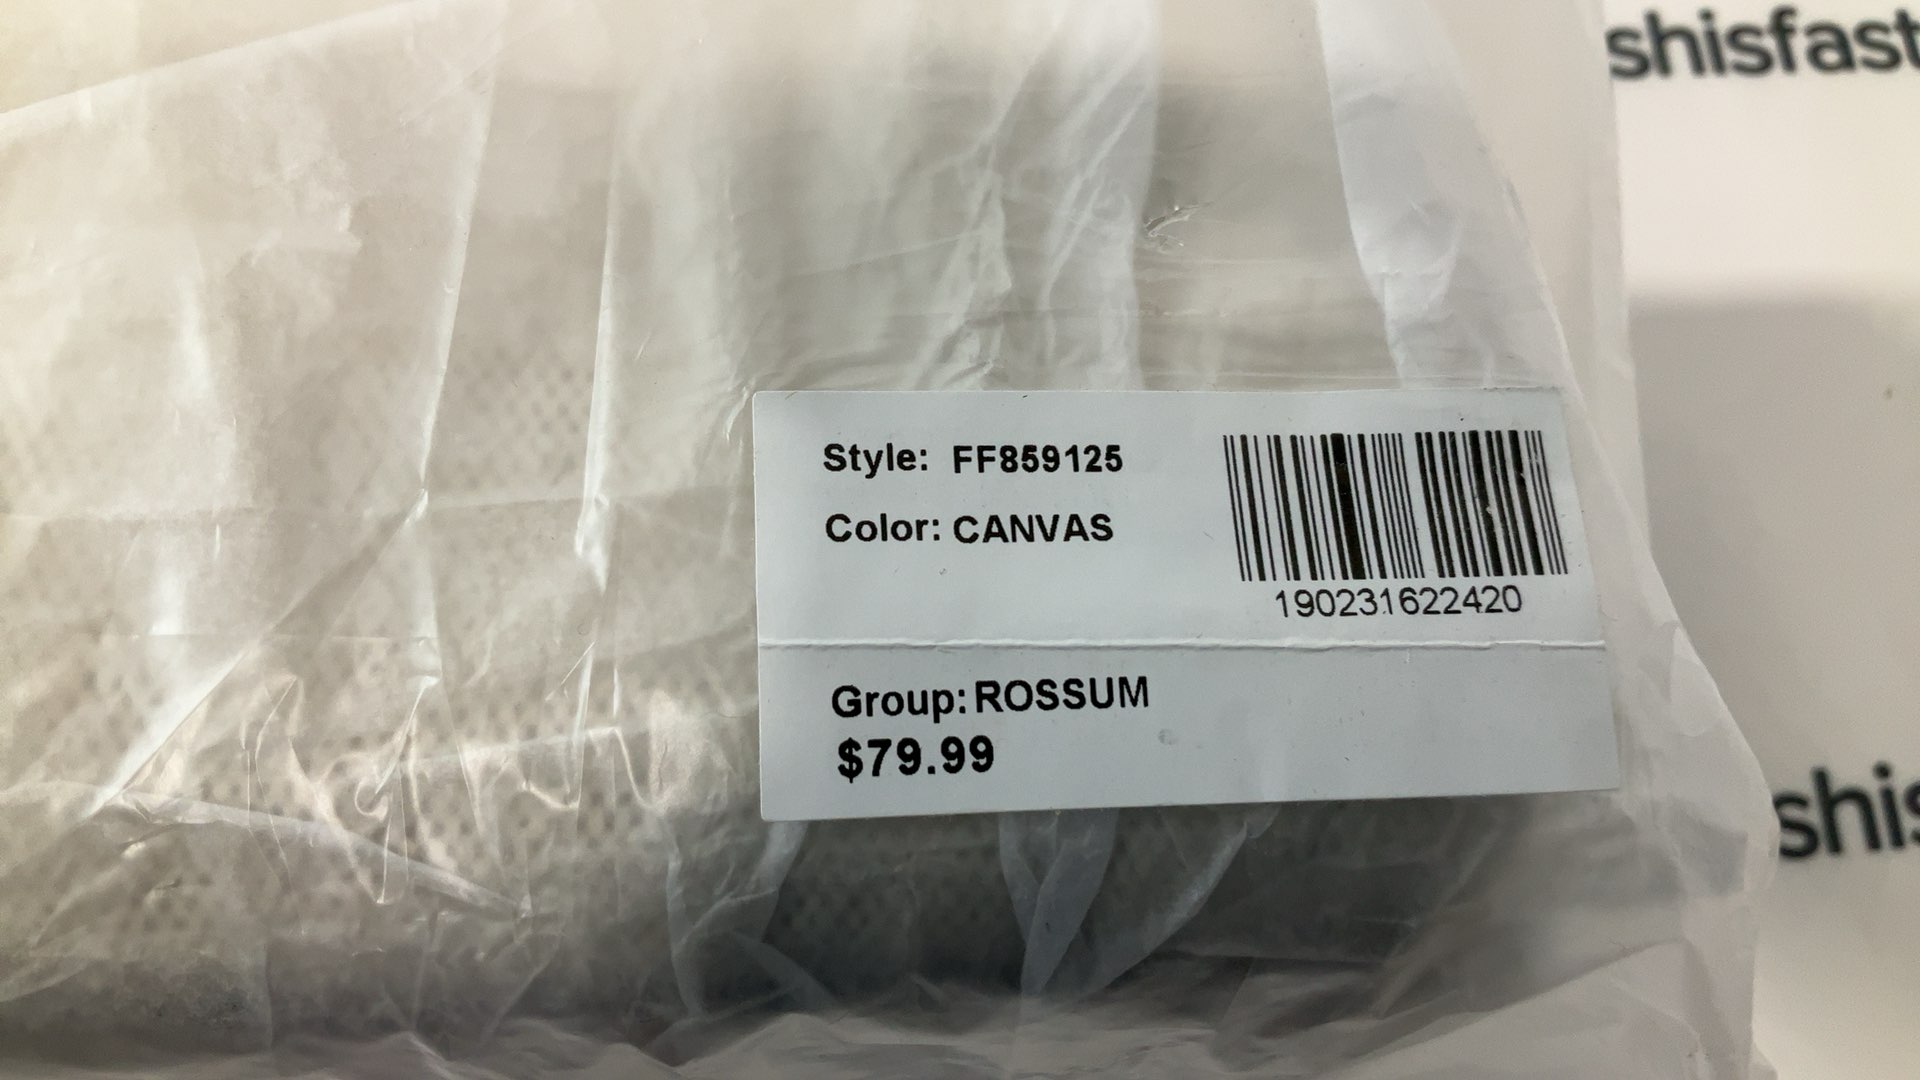 shisfast
Style: FF859125
Color: CANVAS
190231622420
Group: ROSSUM
$79.99
shis